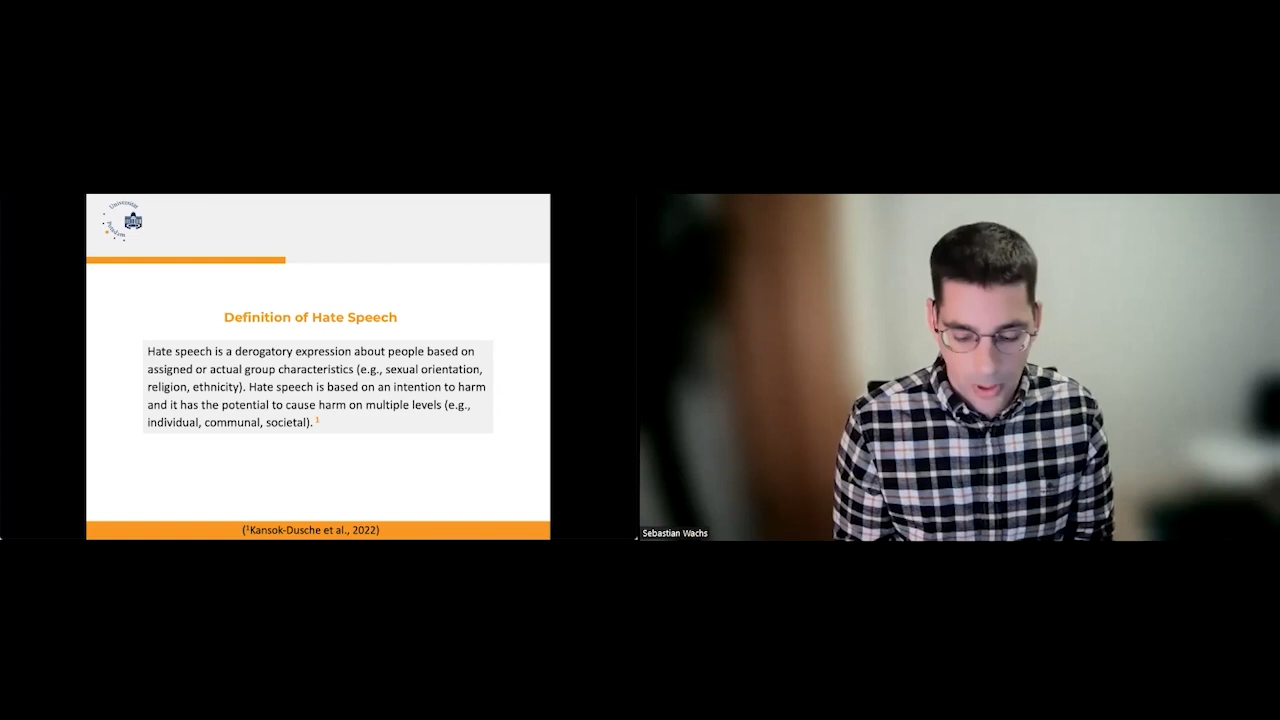 Universität
Potsdam
Definition of Hate Speech
Hate speech is a derogatory expression about people based on
assigned or actual group characteristics (e.g., sexual orientation,
religion, ethnicity). Hate speech is based on an intention to harm
and it has the potential to cause harm on multiple levels (e.g.,
individual, communal, societal). ¹
(¹Kansok-Dusche et al., 2022)
Sebastian Wachs